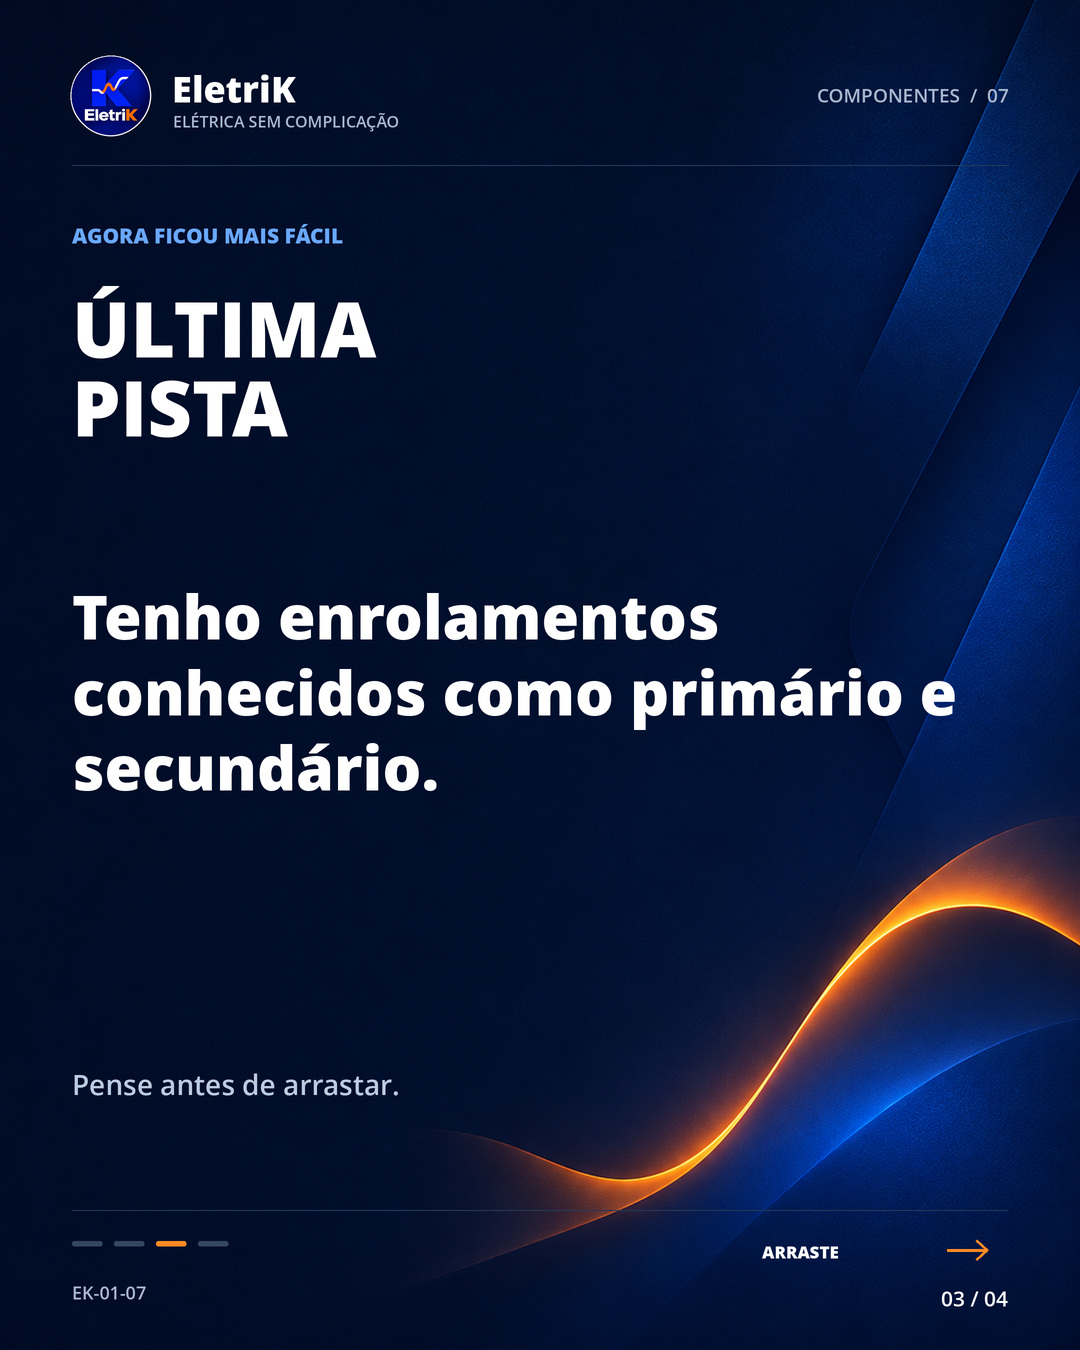 EletriK
EletriK
ELÉTRICA SEM COMPLICAÇÃO
COMPONENTES / 07
AGORA FICOU MAIS FÁCIL
ÚLTIMA
PISTA
Tenho enrolamentos
conhecidos como primário e
secundário.
Pense antes de arrastar.
ARRASTE
EK-01-07
03 / 04